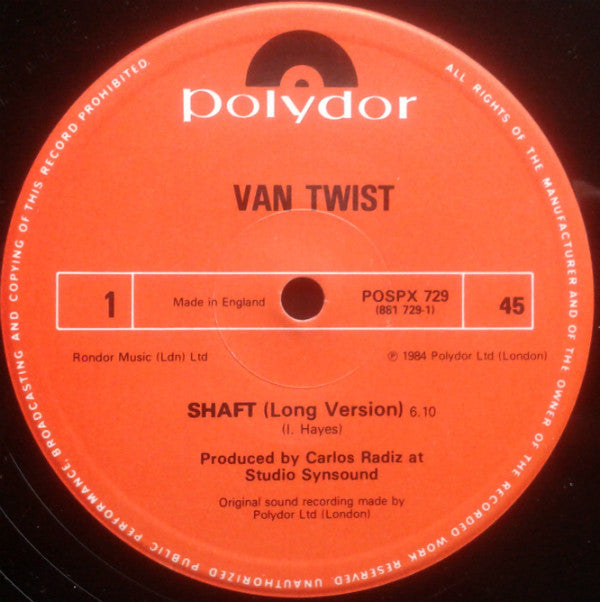 polydor
VAN TWIST
1
Made in England
POSPX 729
(881 729-1)
45
Rondor Music (Ldn) Ltd
℗ 1984 Polydor Ltd (London)
SHAFT (Long Version) 6.10
(I. Hayes)
Produced by Carlos Radiz at
Studio Synsound
Original sound recording made by
Polydor Ltd (London)
ALL RIGHTS OF THE MANUFACTURER AND OF THE OWNER OF THE RECORDED WORK RESERVED. UNAUTHORIZED PUBLIC PERFORMANCE, BROADCASTING AND COPYING OF THIS RECORD PROHIBITED.